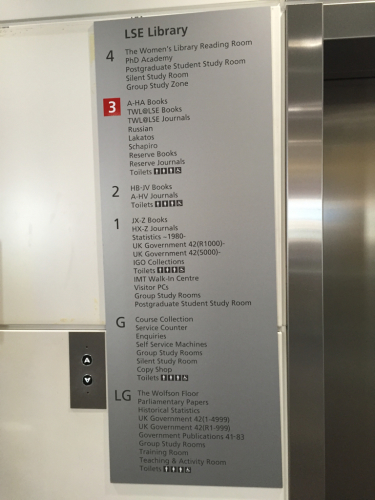 LSE Library
4
The Women's Library Reading Room
PhD Academy
Postgraduate Student Study Room
Silent Study Room
Group Study Zone
3
A-HA Books
TWL@LSE Books
TWL@LSE Journals
Russian
Lakatos
Schapiro
Reserve Books
Reserve Journals
Toilets
2
HB-JV Books
A-HV Journals
Toilets
1
JX-Z Books
HX-Z Journals
Statistics -1980-
UK Government 42(R1000)-
UK Government 42(5000)-
IGO Collections
Toilets
IMT Walk-In Centre
Visitor PCs
Group Study Rooms
Postgraduate Student Study Room
G
Course Collection
Service Counter
Enquiries
Self Service Machines
Group Study Rooms
Silent Study Room
Copy Shop
Toilets
LG
The Wolfson Floor
Parliamentary Papers
Historical Statistics
UK Government 42(1-4999)
UK Government 42(R1-999)
Government Publications 41-83
Group Study Rooms
Training Room
Teaching & Activity Room
Toilets